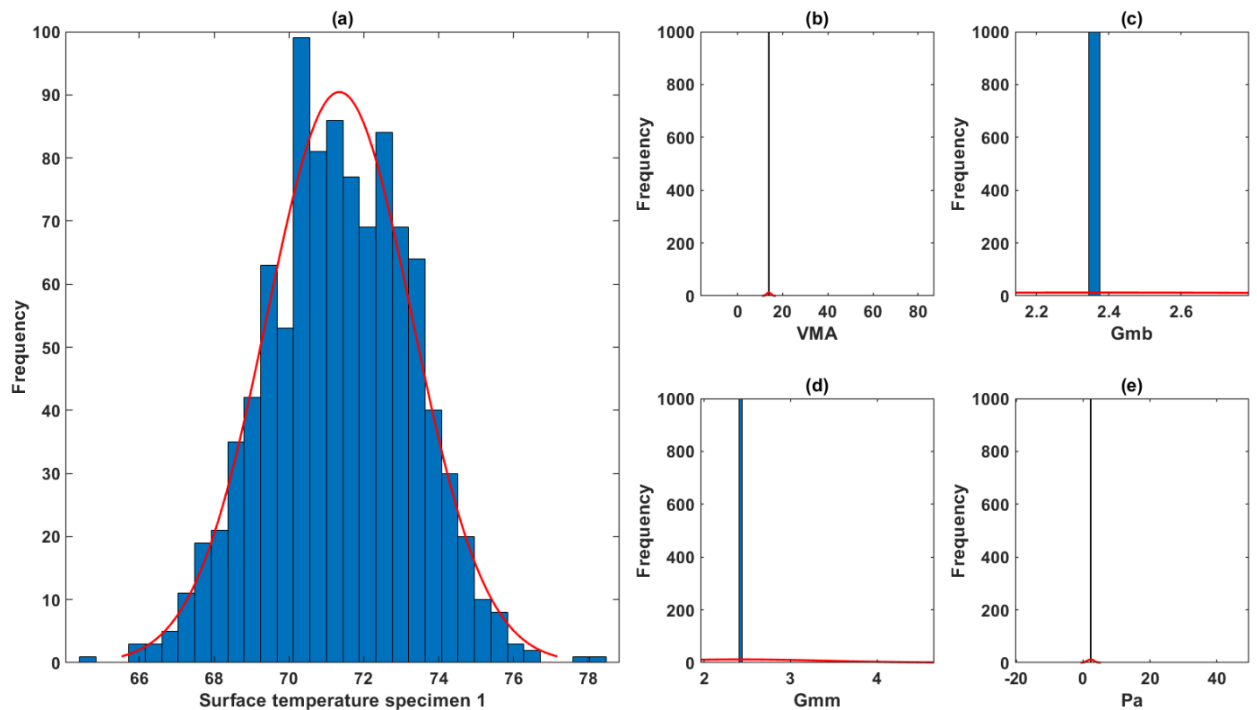 (a)
100
90
80
70
60
50
40
30
20
10
0
Frequency
66 68 70 72 74 76 78
Surface temperature specimen 1
(b)
1000
800
600
400
200
0
Frequency
0 20 40 60 80
VMA
(c)
1000
800
600
400
200
0
Frequency
2.2 2.4 2.6
Gmb
(d)
1000
800
600
400
200
0
Frequency
2 3 4
Gmm
(e)
1000
800
600
400
200
0
Frequency
-20 0 20 40
Pa